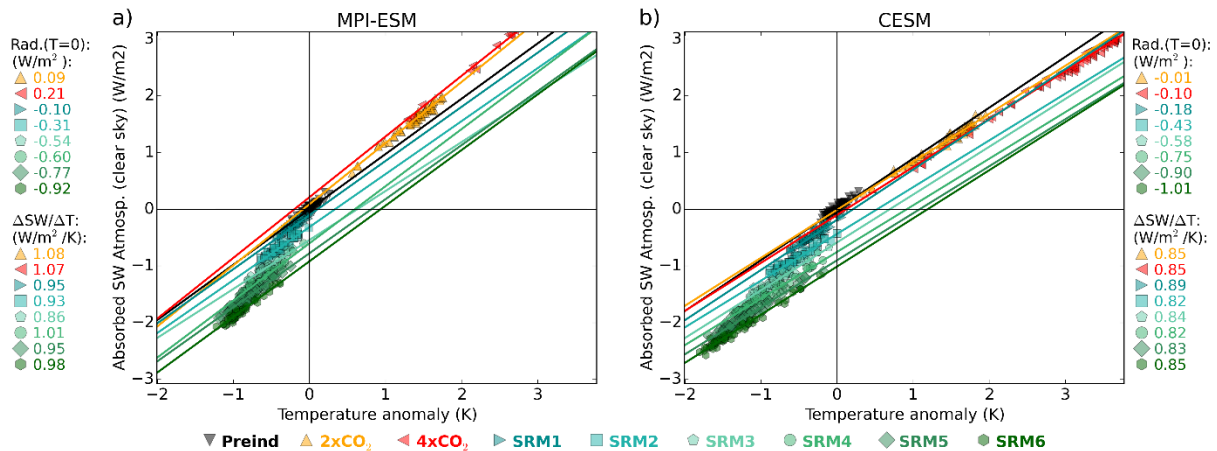 a) MPI-ESM
b) CESM
Rad.(T=0):
(W/m² ):
0.09
0.21
-0.10
-0.31
-0.54
-0.60
-0.77
-0.92
ΔSW/ΔT:
(W/m² /K):
1.08
1.07
0.95
0.93
0.86
1.01
0.95
0.98
Absorbed SW Atmosp. (clear sky) (W/m2)
3
2
1
0
−1
−2
−3
−2 −1 0 1 2 3
Temperature anomaly (K)
Absorbed SW Atmosp. (clear sky) (W/m2)
3
2
1
0
−1
−2
−3
−2 −1 0 1 2 3
Temperature anomaly (K)
Rad.(T=0):
(W/m² ):
-0.01
-0.10
-0.18
-0.43
-0.58
-0.75
-0.90
-1.01
ΔSW/ΔT:
(W/m² /K):
0.85
0.85
0.89
0.82
0.84
0.82
0.83
0.85
Preind 2xCO₂ 4xCO₂ SRM1 SRM2 SRM3 SRM4 SRM5 SRM6